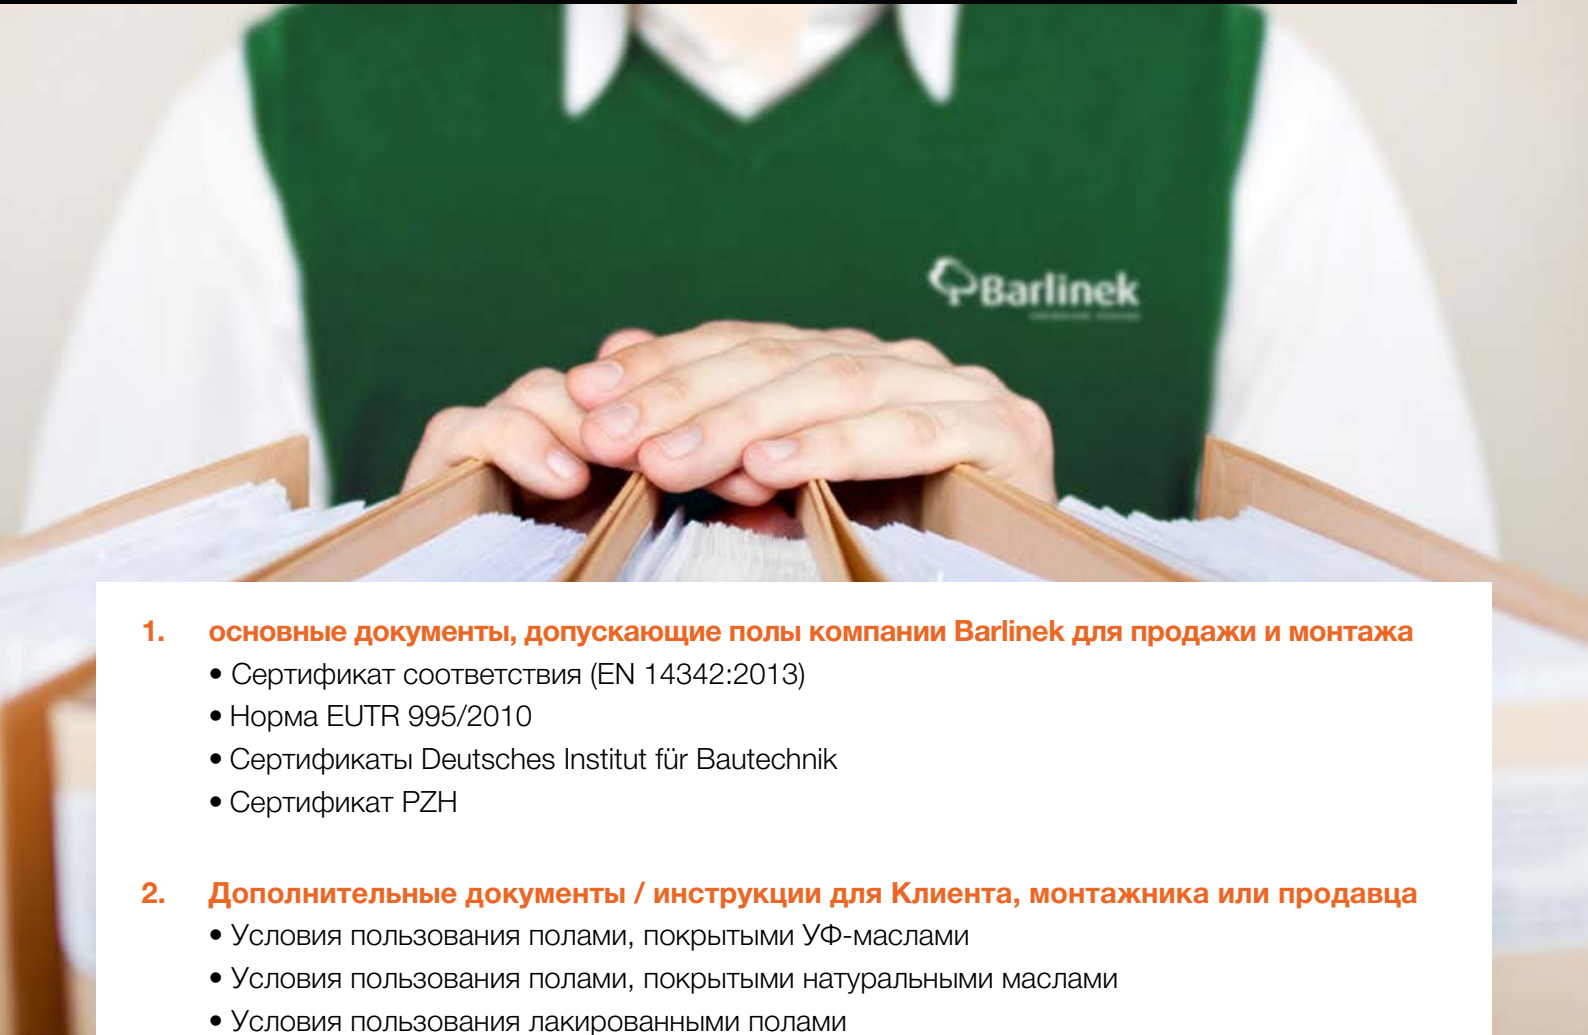 Barlinek
1. основные документы, допускающие полы компании Barlinek для продажи и монтажа
• Сертификат соответствия (EN 14342:2013)
• Норма EUTR 995/2010
• Сертификаты Deutsches Institut für Bautechnik
• Сертификат PZH
2. Дополнительные документы / инструкции для Клиента, монтажника или продавца
• Условия пользования полами, покрытыми УФ-маслами
• Условия пользования полами, покрытыми натуральными маслами
• Условия пользования лакированными полами